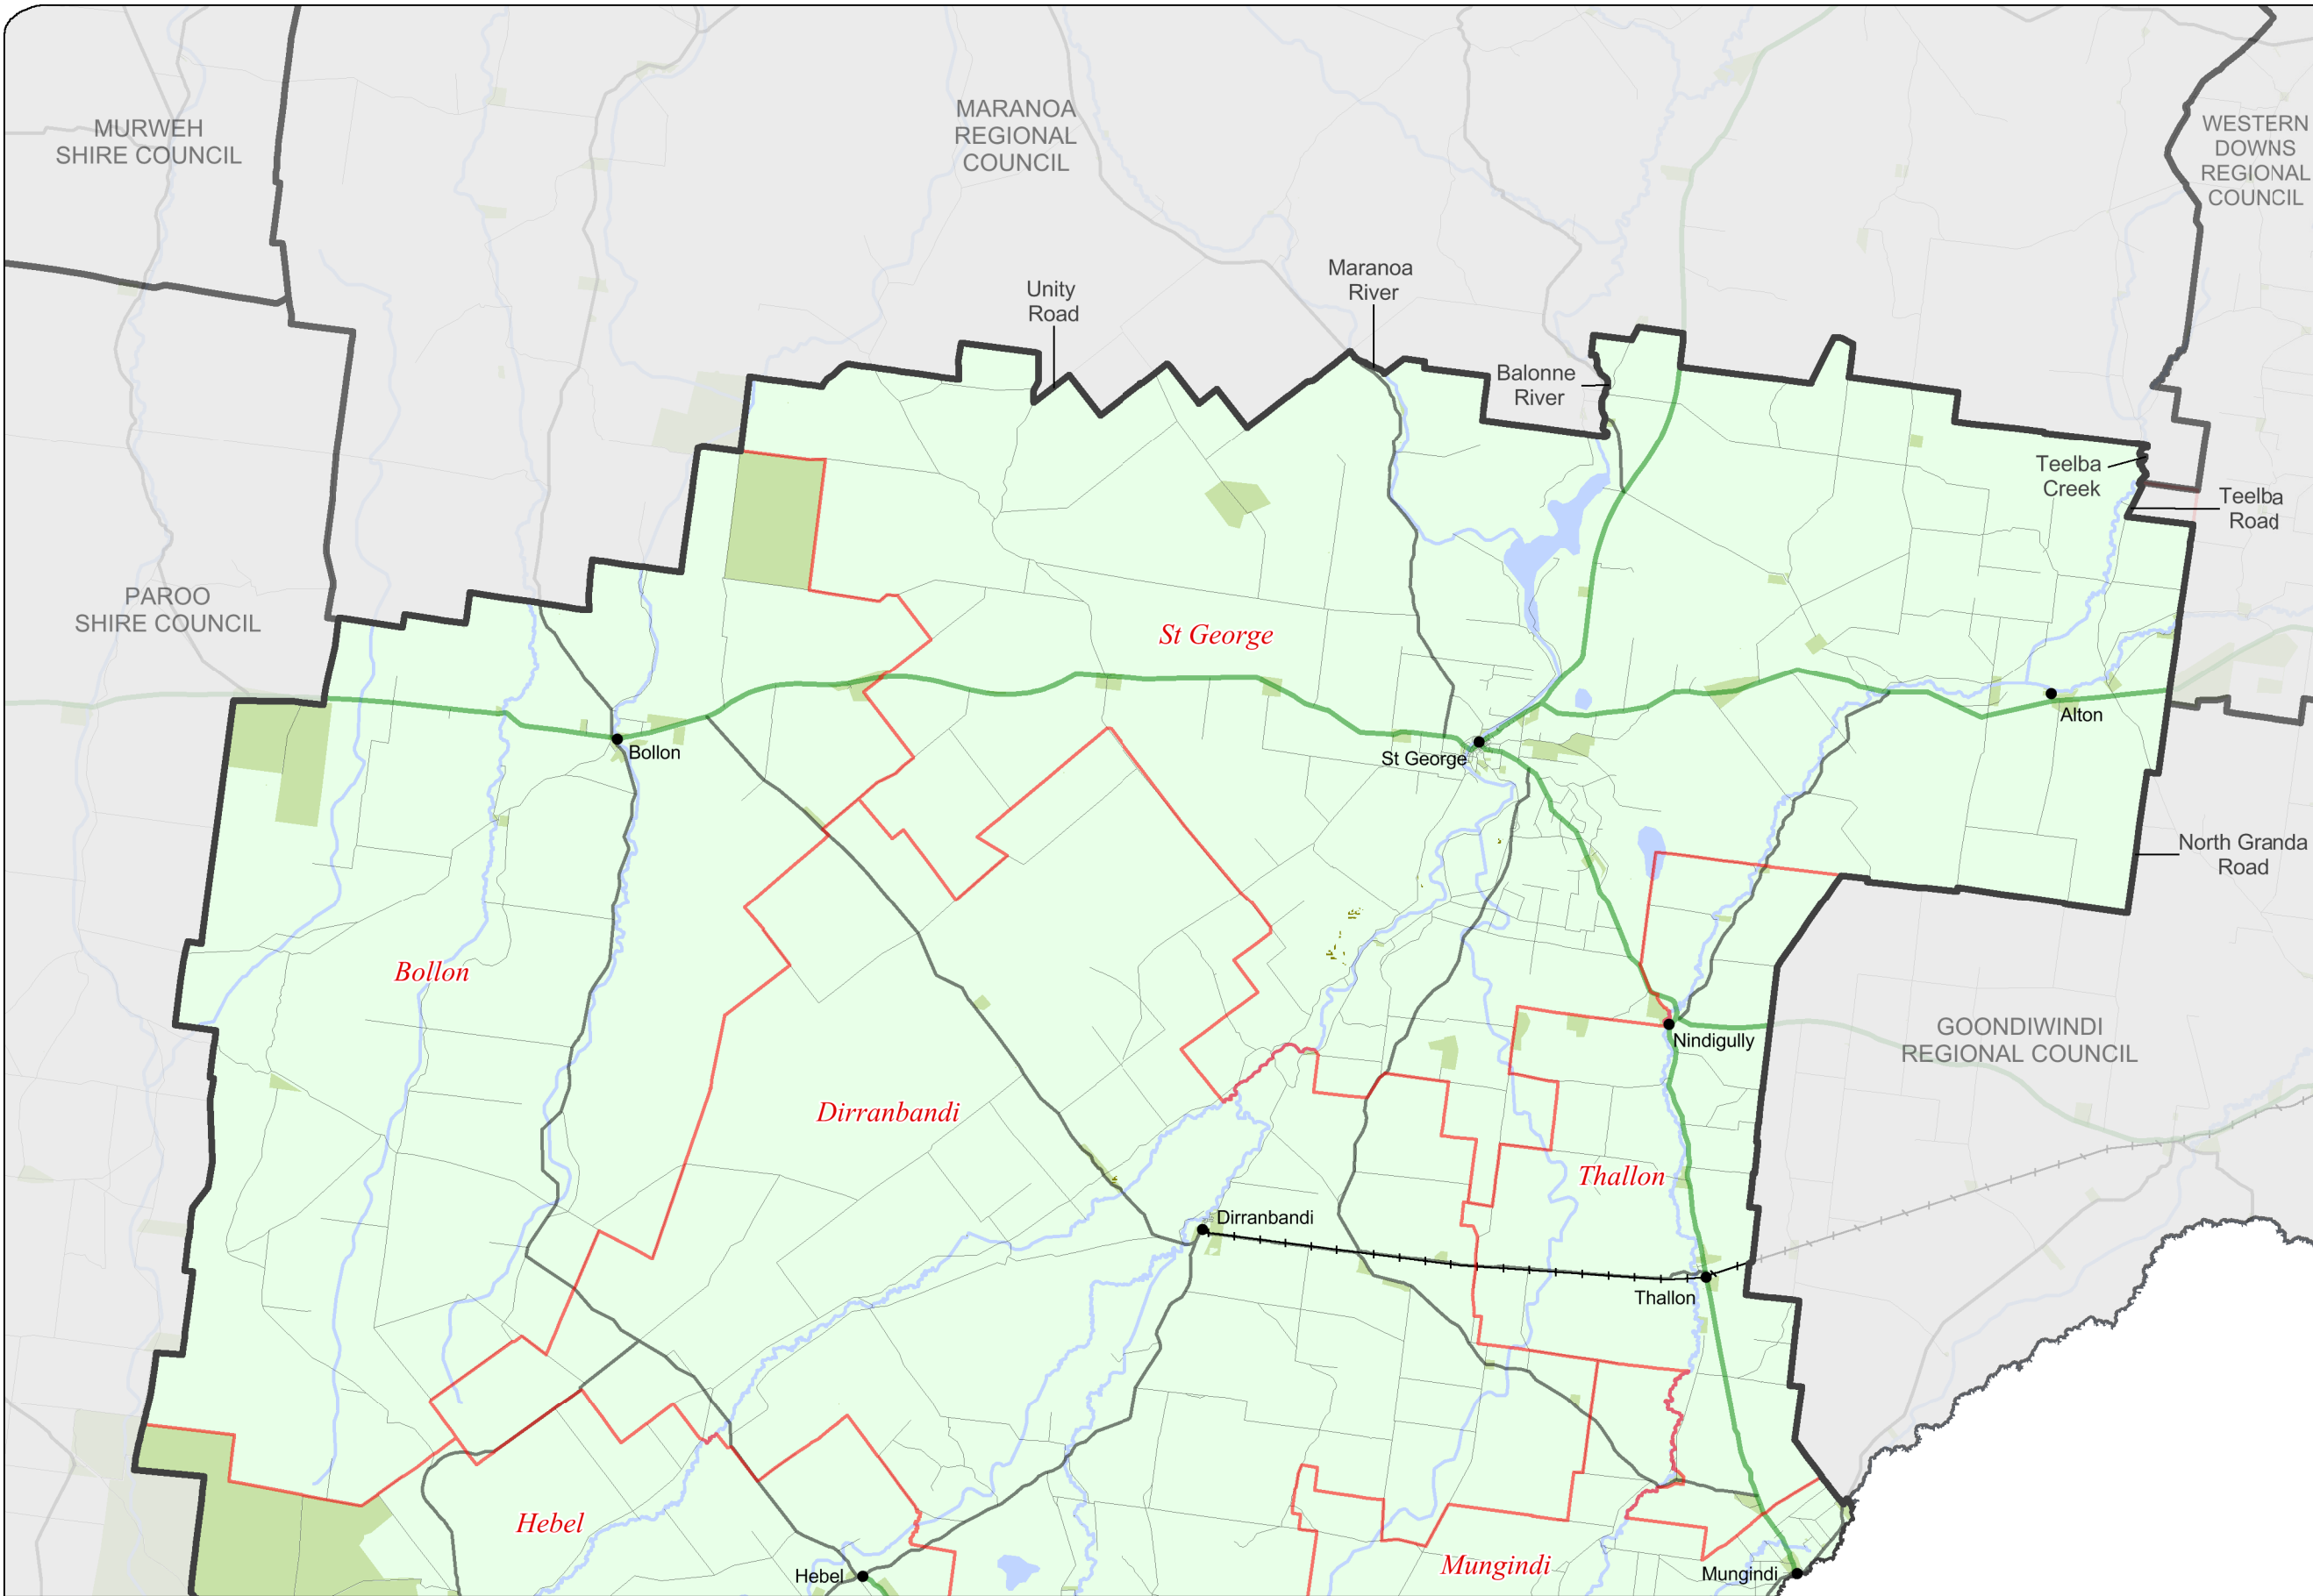 MURWEH
SHIRE COUNCIL
MARANOA
REGIONAL
COUNCIL
WESTERN
DOWNS
REGIONAL
COUNCIL
Unity
Road
Maranoa
River
Balonne
River
Teelba
Creek
Teelba
Road
PAROO
SHIRE COUNCIL
St George
Alton
Bollon
St George
North Granda
Road
Bollon
GOONDIWINDI
REGIONAL COUNCIL
Nindigully
Dirranbandi
Thallon
Dirranbandi
Thallon
Hebel
Mungindi
Hebel
Mungindi